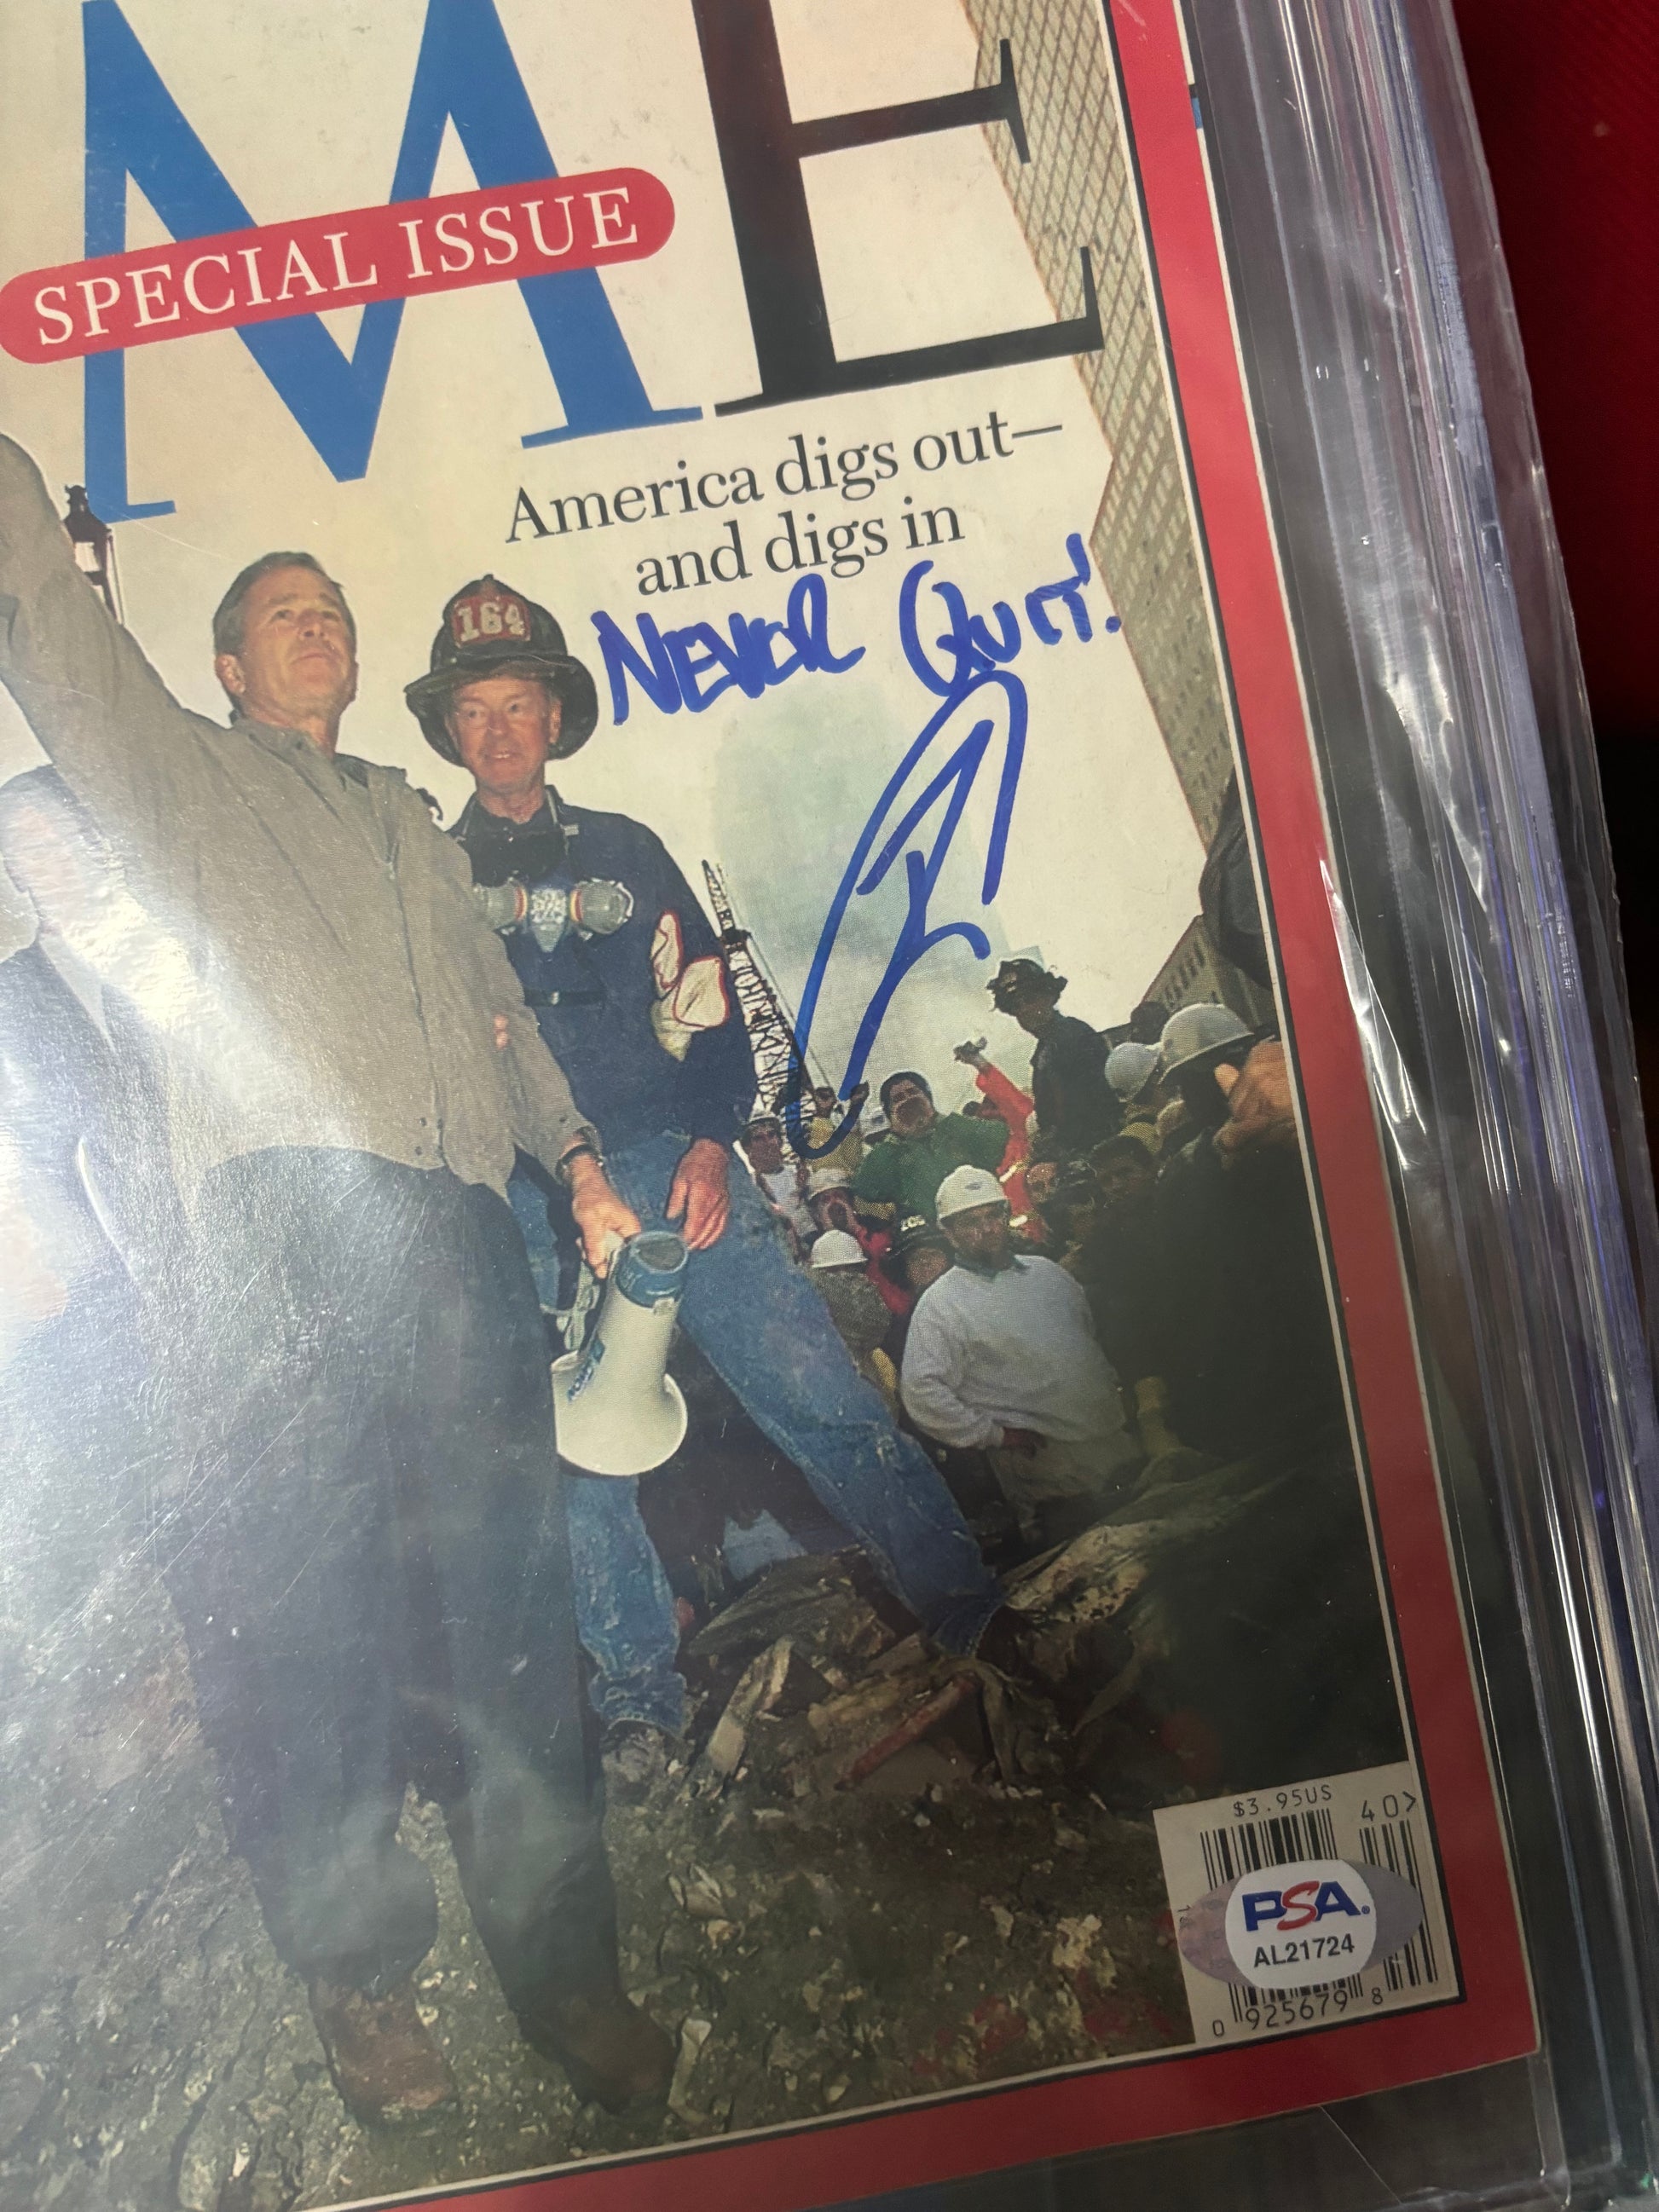 ME
SPECIAL ISSUE
America digs out—
and digs in
NEVER QUIT!
164
$3.95US
40>
PSA.
AL21724
0 925679 8